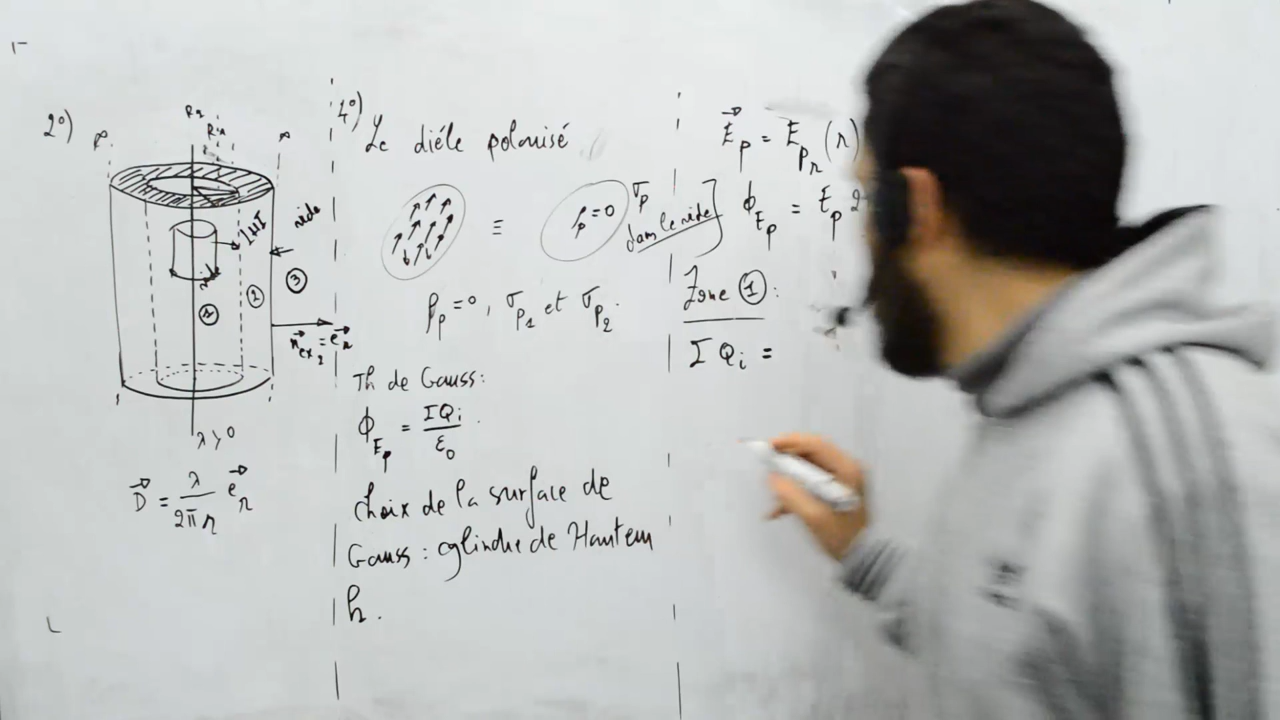 2°)
R₂
R₁
∞
∞
LHI
vide
①
②
③
n⃗ex₂ = e⃗r
λ > 0
D⃗ = λ/2πr e⃗r
4°)
Le diéle polarisé
≡ ρp=0 σp dans le vide
ρp=0, σp₁ et σp₂.
Th de Gauss:
ΦEp = ΣQi/ε₀.
choix de la surface de
Gauss : cylindre de Hauteur
h.
E⃗p = Epr(r)
ΦEp = Ep 2
Zone ①:
ΣQi =